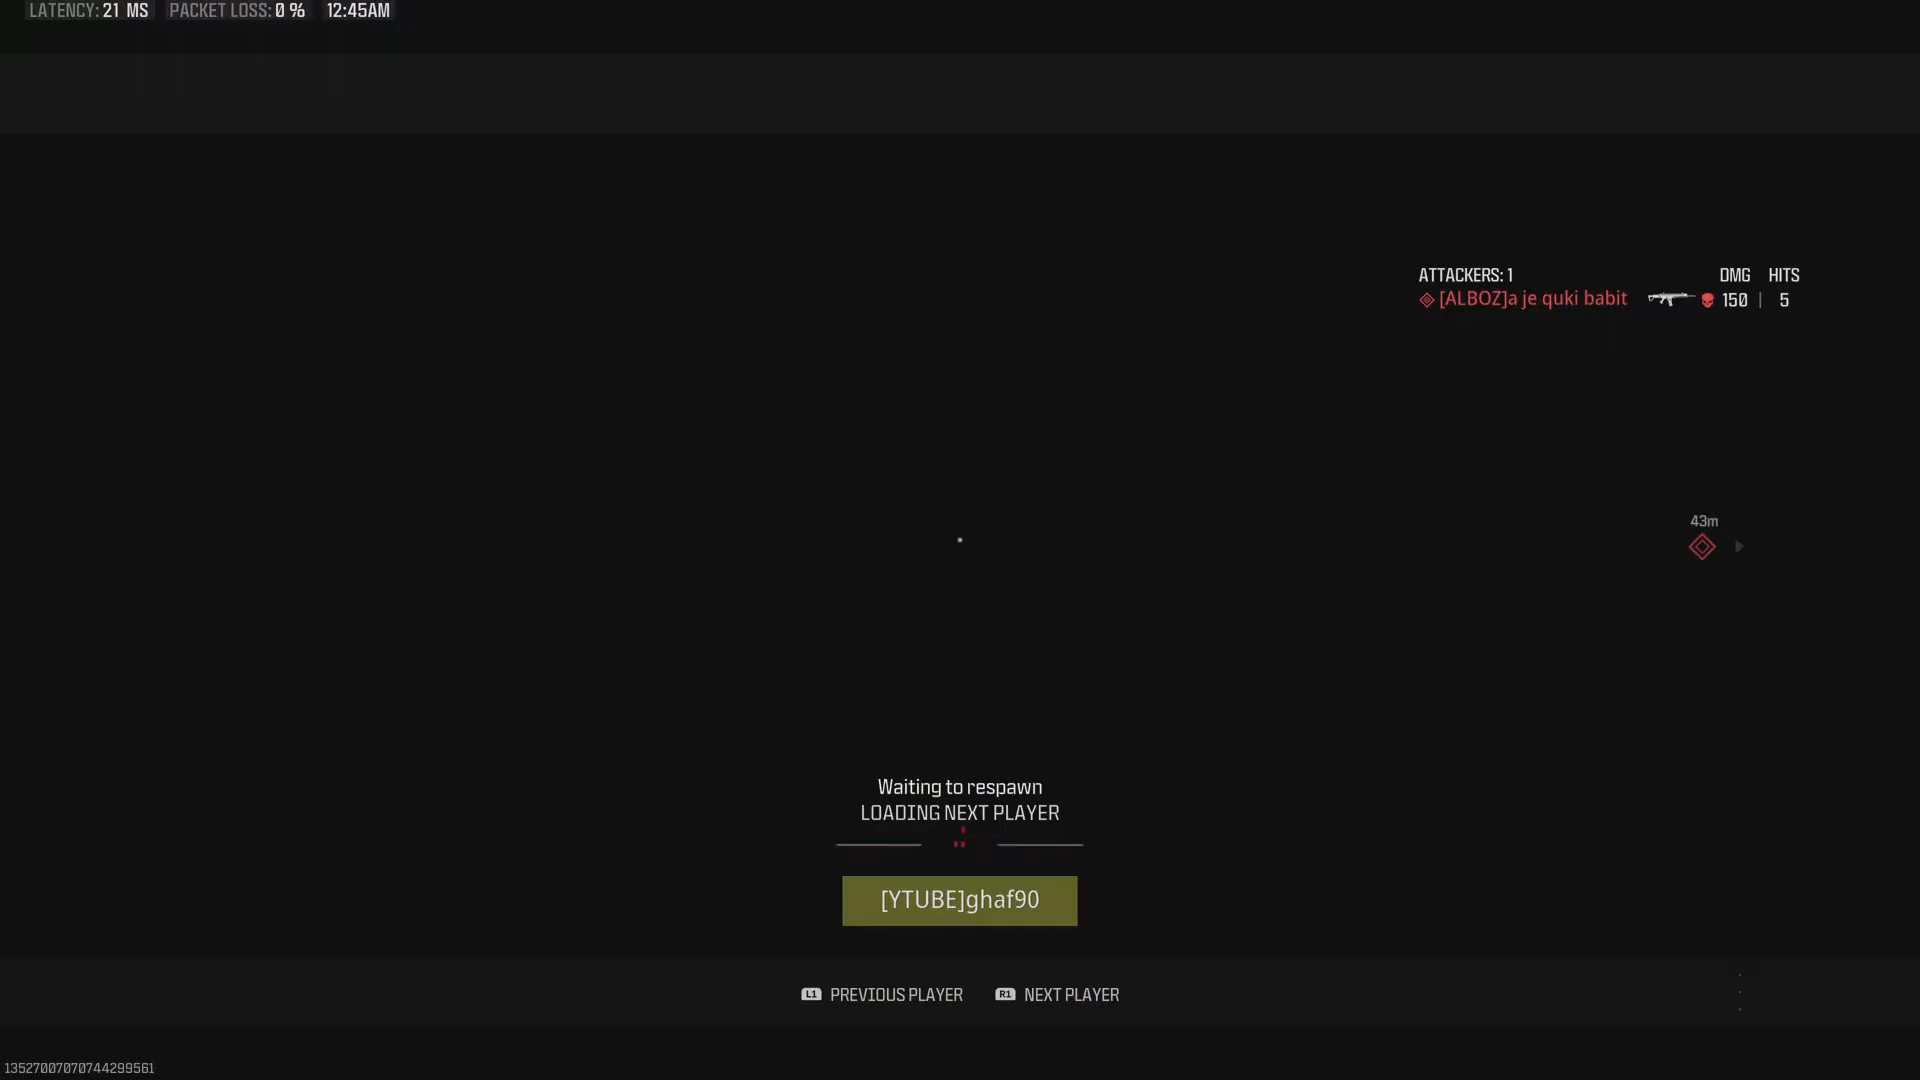 LATENCY: 21 MS PACKET LOSS: 0 % 12:45AM
ATTACKERS: 1 DMG HITS
[ALBOZ]a je quki babit 150 | 5
43m
Waiting to respawn
LOADING NEXT PLAYER
[YTUBE]ghaf90
L1 PREVIOUS PLAYER R1 NEXT PLAYER
13527007070744299561